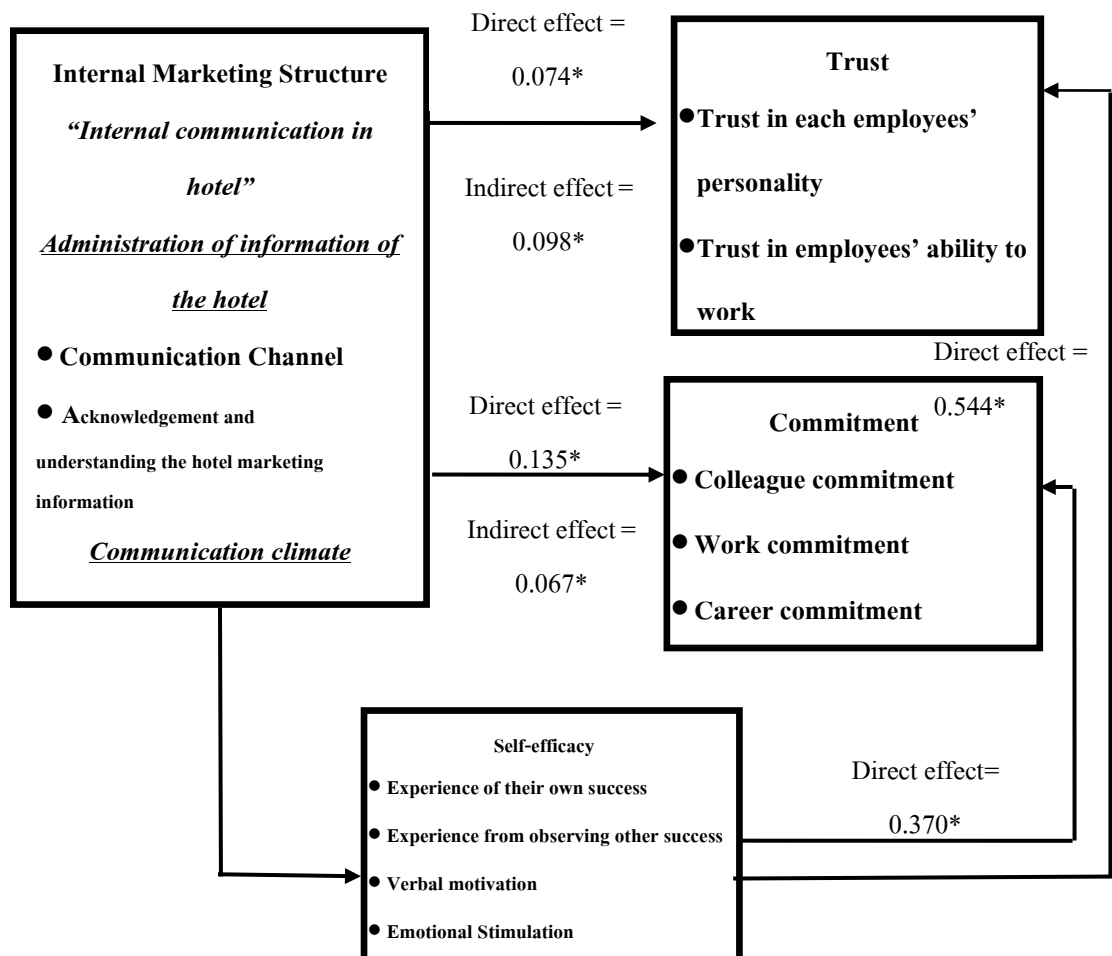 Internal Marketing Structure
“Internal communication in
hotel”
Administration of information of
the hotel
● Communication Channel
● Acknowledgement and
understanding the hotel marketing
information
Communication climate
Direct effect =
0.074*
Indirect effect =
0.098*
Trust
● Trust in each employees’
personality
● Trust in employees’ ability to
work
Direct effect =
0.544*
Direct effect =
0.135*
Indirect effect =
0.067*
Commitment
● Colleague commitment
● Work commitment
● Career commitment
Self-efficacy
● Experience of their own success
● Experience from observing other success
● Verbal motivation
● Emotional Stimulation
Direct effect=
0.370*